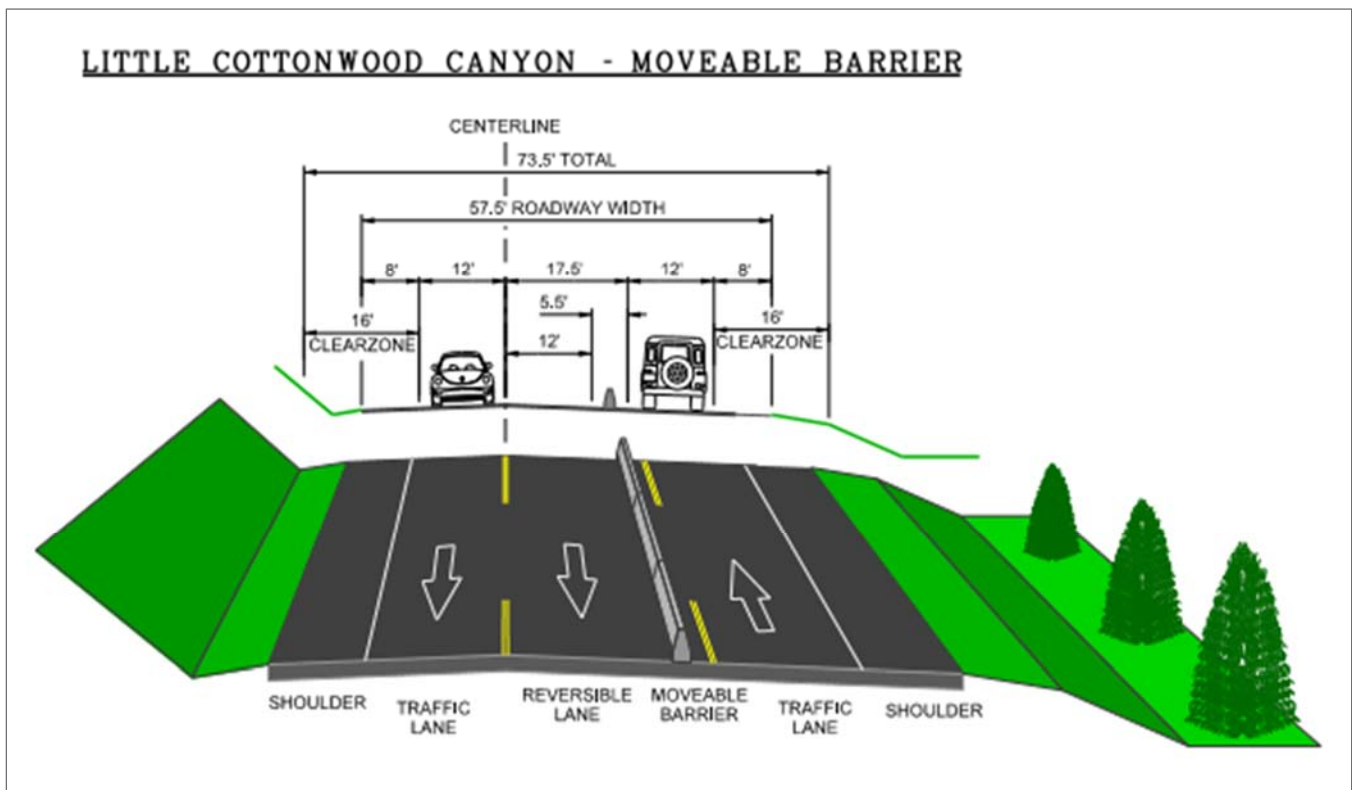 LITTLE COTTONWOOD CANYON - MOVEABLE BARRIER
CENTERLINE
73.5' TOTAL
57.5' ROADWAY WIDTH
8'
12'
17.5'
12'
8'
5.5'
16'
CLEARZONE
12'
16'
CLEARZONE
SHOULDER
TRAFFIC
LANE
REVERSIBLE
LANE
MOVEABLE
BARRIER
TRAFFIC
LANE
SHOULDER